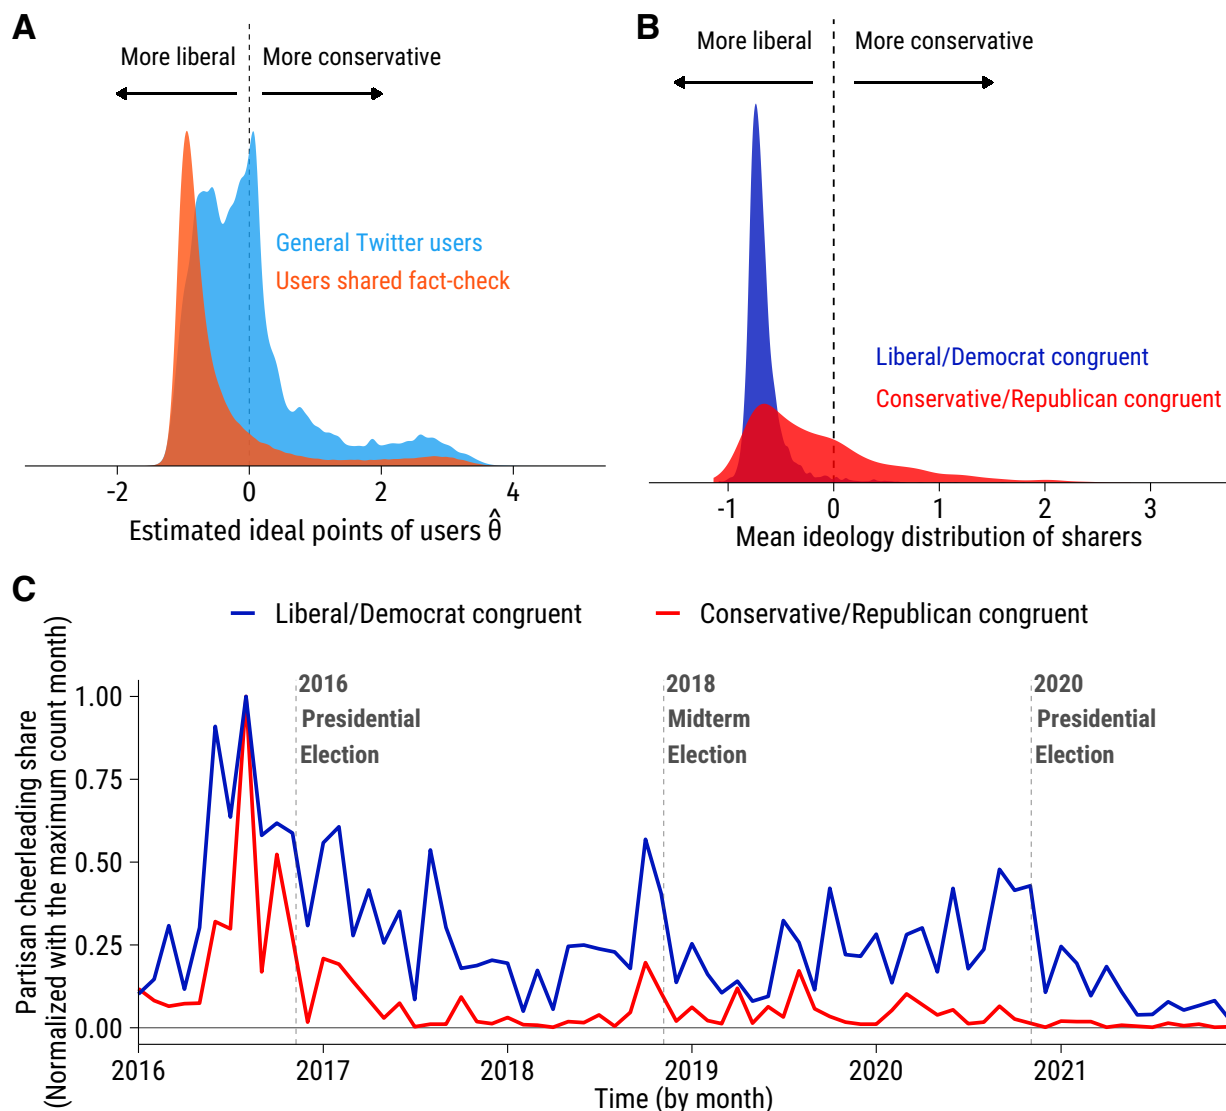 A
More liberal
More conservative
General Twitter users
Users shared fact-check
-2
0
2
4
Estimated ideal points of users θ̂
B
More liberal
More conservative
Liberal/Democrat congruent
Conservative/Republican congruent
-1
0
1
2
3
Mean ideology distribution of sharers
C
Liberal/Democrat congruent
Conservative/Republican congruent
Partisan cheerleading share
(Normalized with the maximum count month)
1.00
0.75
0.50
0.25
0.00
2016
Presidential
Election
2018
Midterm
Election
2020
Presidential
Election
2016
2017
2018
2019
2020
2021
Time (by month)